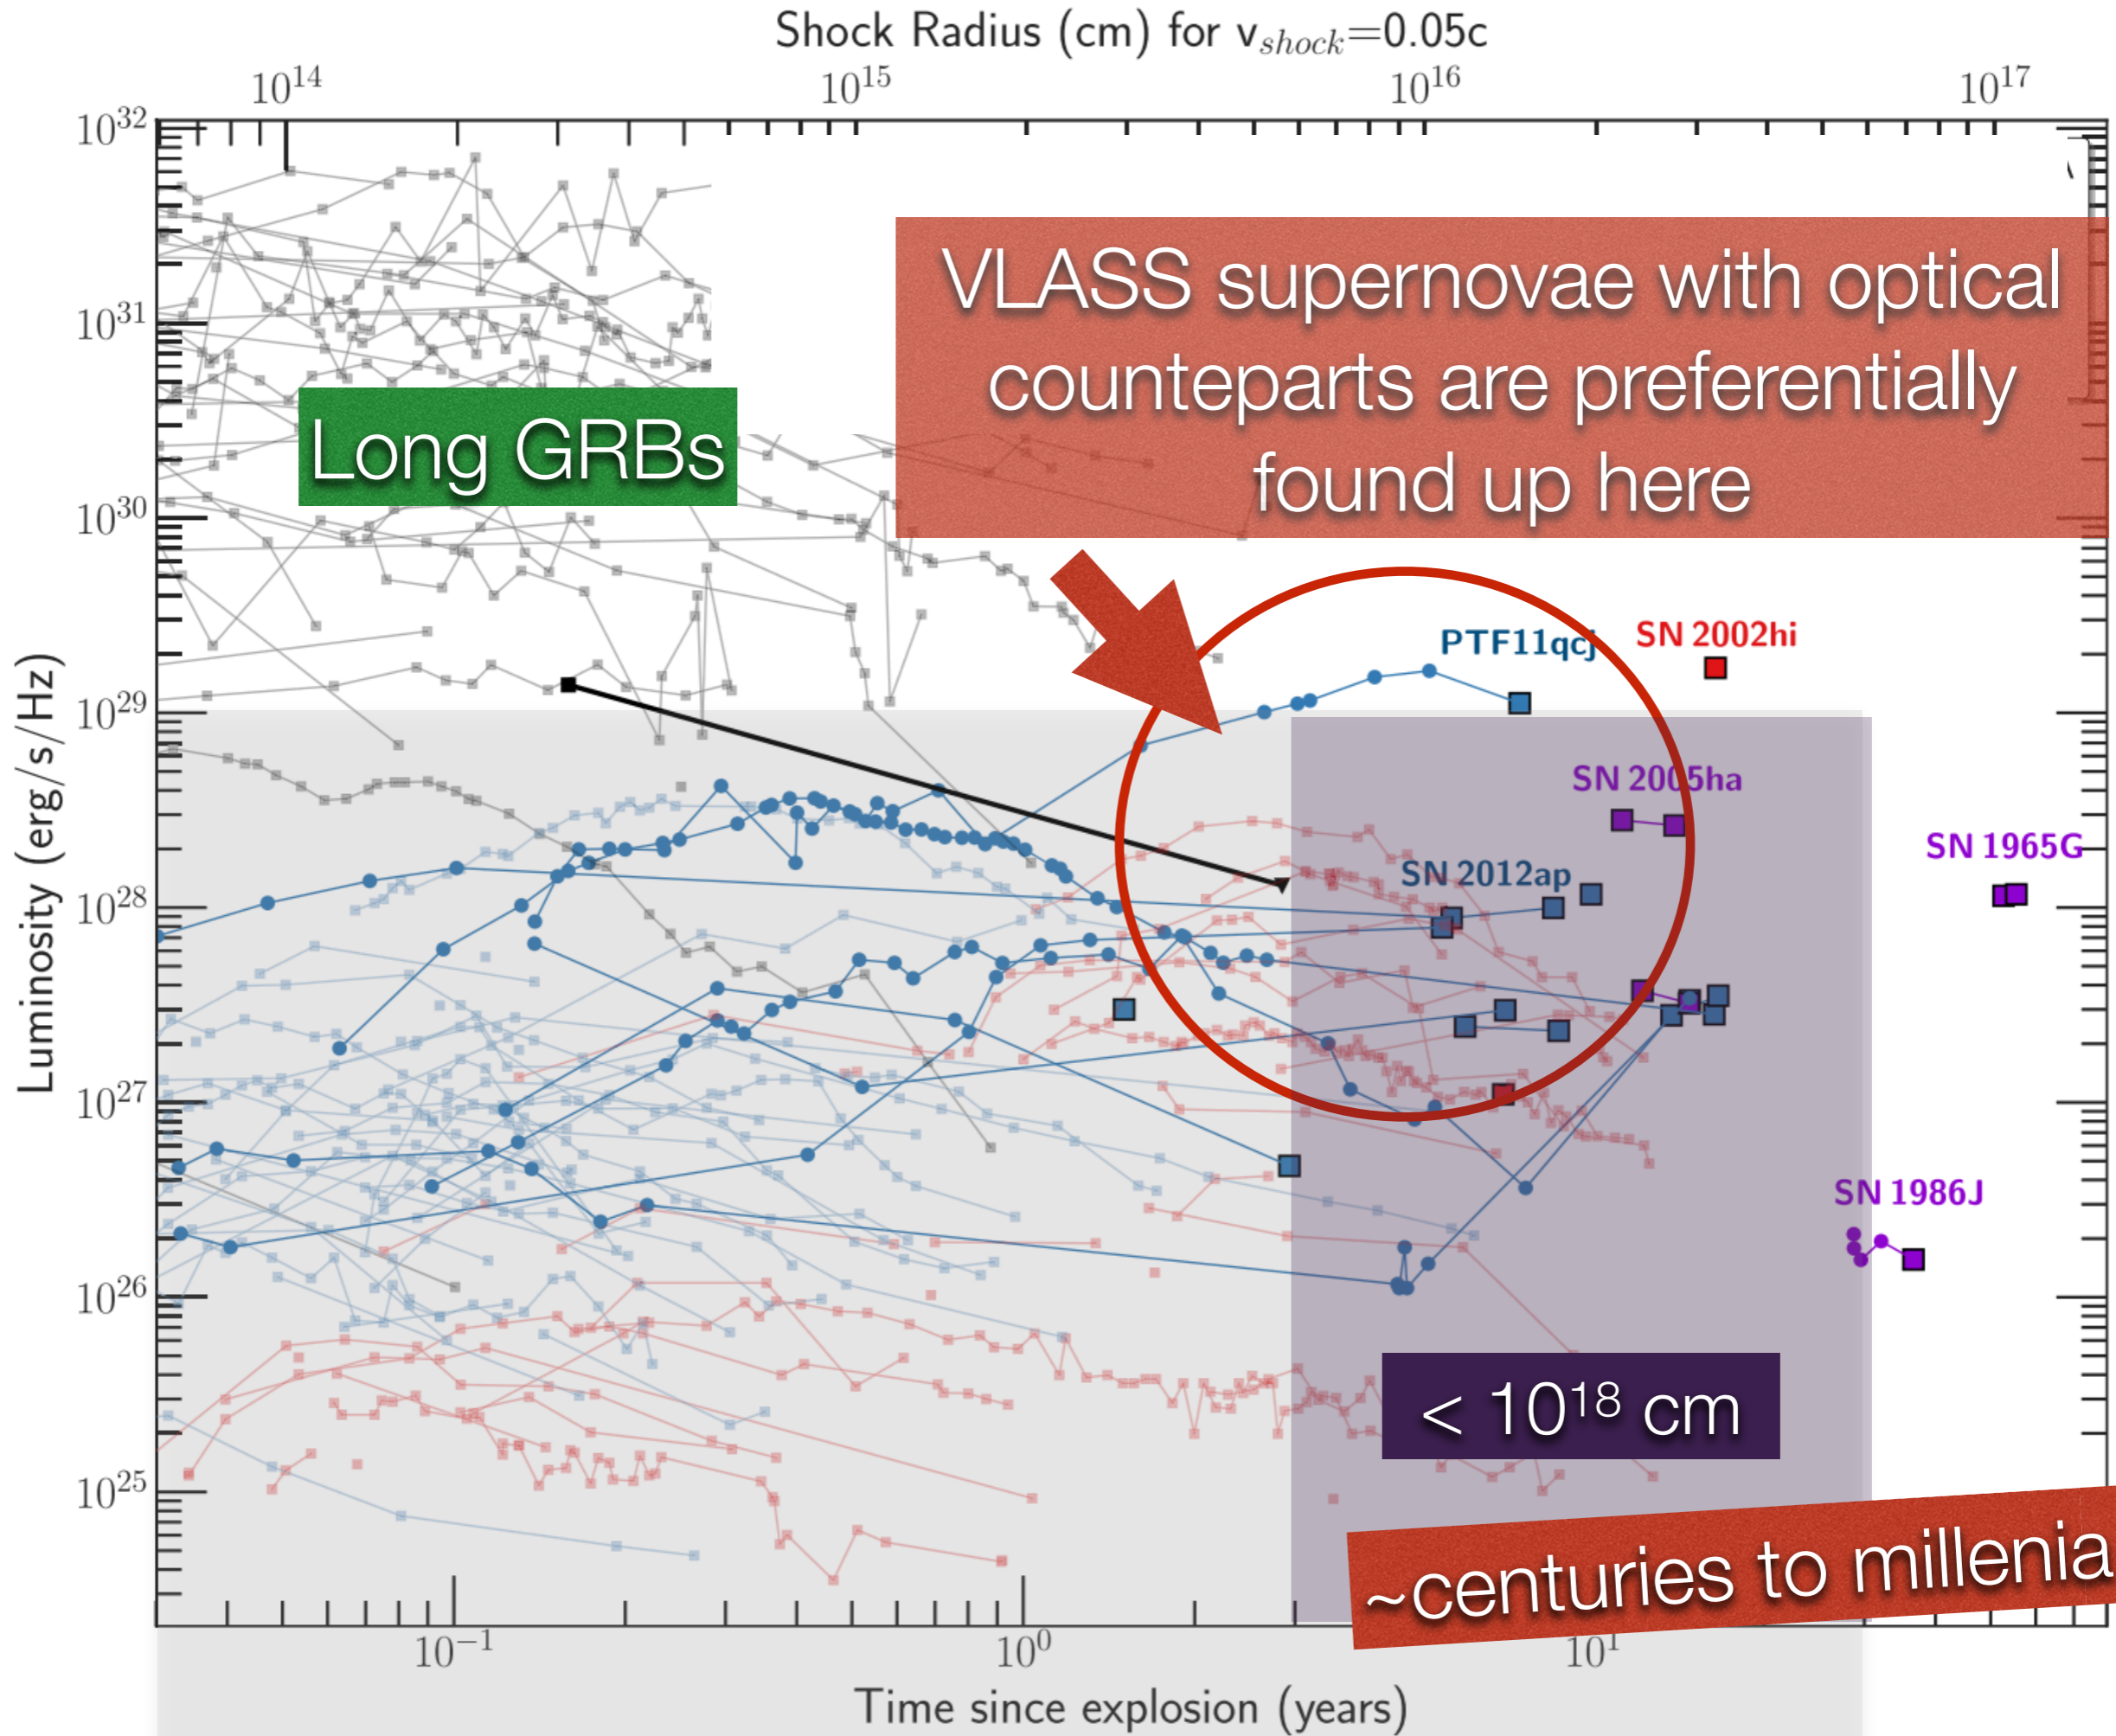 Shock Radius (cm) for v_shock=0.05c
10^14 10^15 10^16 10^17
10^32
VLASS supernovae with optical
counteparts are preferentially
found up here
10^31
Long GRBs
10^30
PTF11qcj
SN 2002hi
10^29
SN 2005ha
SN 1965G
SN 2012ap
10^28
Luminosity (erg/s/Hz)
10^27
SN 1986J
10^26
< 10^18 cm
10^25
~centuries to millenia
10^-1 10^0 10^1
Time since explosion (years)